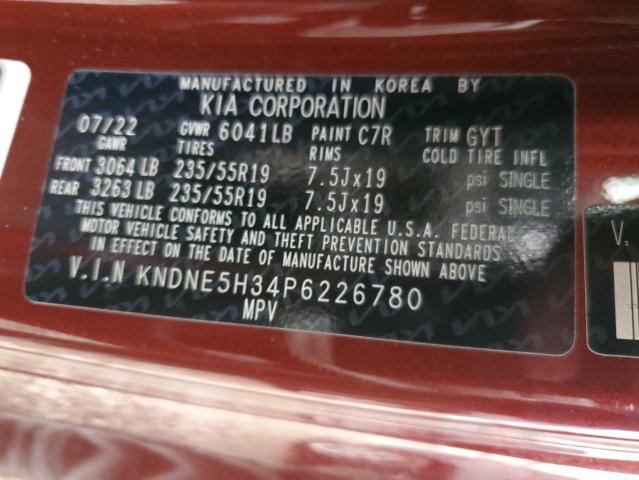 MANUFACTURED IN KOREA BY
KIA CORPORATION
07/22 GVWR 6041LB PAINT C7R TRIM GYT
GAWR TIRES RIMS COLD TIRE INFL
FRONT 3064 LB 235/55R19 7.5Jx19 psi SINGLE
REAR 3263 LB 235/55R19 7.5Jx19 psi SINGLE
THIS VEHICLE CONFORMS TO ALL APPLICABLE U.S.A. FEDERAL
MOTOR VEHICLE SAFETY AND THEFT PREVENTION STANDARDS
IN EFFECT ON THE DATE OF MANUFACTURE SHOWN ABOVE
V.I.N KNDNE5H34P6226780
MPV
V.